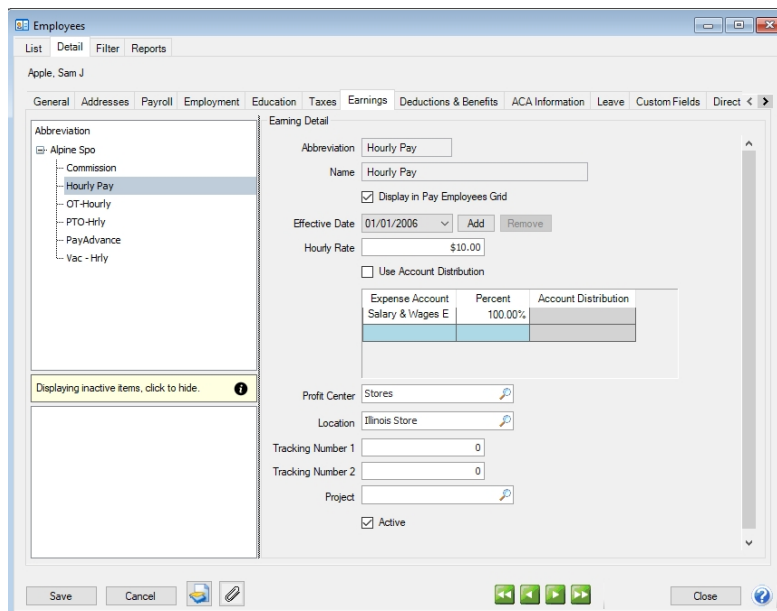 Employees
List Detail Filter Reports
Apple, Sam J
General Addresses Payroll Employment Education Taxes Earnings Deductions & Benefits ACA Information Leave Custom Fields Direct
Abbreviation
Alpine Spo
Commission
Hourly Pay
OT-Hourly
PTO-Hrly
PayAdvance
Vac - Hrly
Displaying inactive items, click to hide.
Earning Detail
Abbreviation Hourly Pay
Name Hourly Pay
Display in Pay Employees Grid
Effective Date 01/01/2006 Add Remove
Hourly Rate $10.00
Use Account Distribution
Expense Account Percent Account Distribution
Salary & Wages E 100.00%
Profit Center Stores
Location Illinois Store
Tracking Number 1 0
Tracking Number 2 0
Project
Active
Save Cancel Close